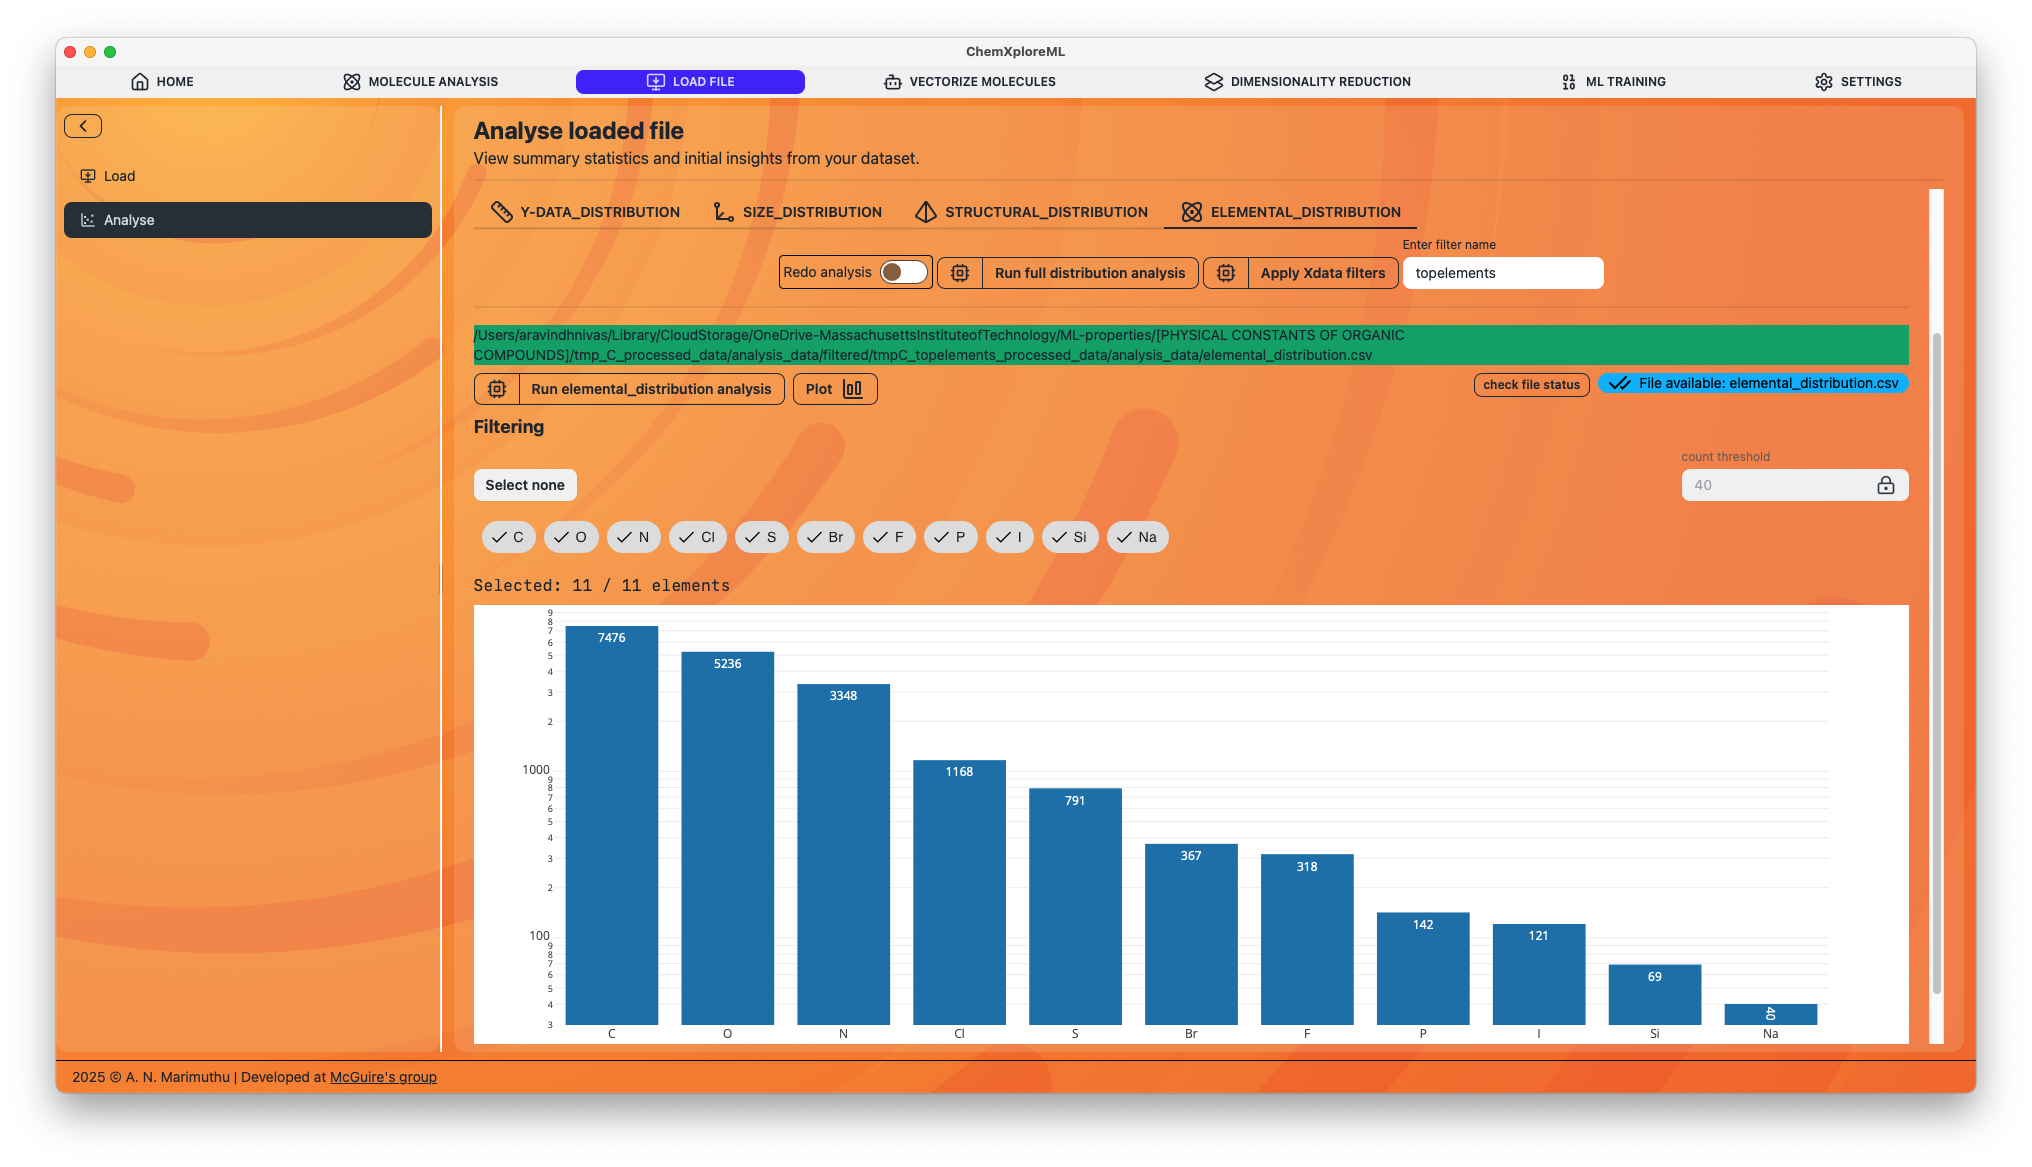 ChemXploreML
HOME
MOLECULE ANALYSIS
LOAD FILE
VECTORIZE MOLECULES
DIMENSIONALITY REDUCTION
ML TRAINING
SETTINGS
Load
Analyse
Analyse loaded file
View summary statistics and initial insights from your dataset.
Y-DATA_DISTRIBUTION
SIZE_DISTRIBUTION
STRUCTURAL_DISTRIBUTION
ELEMENTAL_DISTRIBUTION
Enter filter name
Redo analysis
Run full distribution analysis
Apply Xdata filters
topelements
/Users/aravindhnivas/Library/CloudStorage/OneDrive-MassachusettsInstituteofTechnology/ML-properties/[PHYSICAL CONSTANTS OF ORGANIC
COMPOUNDS]/tmp_C_processed_data/analysis_data/filtered/tmpC_topelements_processed_data/analysis_data/elemental_distribution.csv
Run elemental_distribution analysis
Plot
check file status
File available: elemental_distribution.csv
Filtering
count threshold
Select none
40
C
O
N
Cl
S
Br
F
P
I
Si
Na
Selected: 11 / 11 elements
9
8
7
6
5
4
3
2
1000
9
8
7
6
5
4
3
2
100
9
8
7
6
5
4
3
7476
5236
3348
1168
791
367
318
142
121
69
40
C
O
N
Cl
S
Br
F
P
I
Si
Na
2025 © A. N. Marimuthu | Developed at McGuire's group